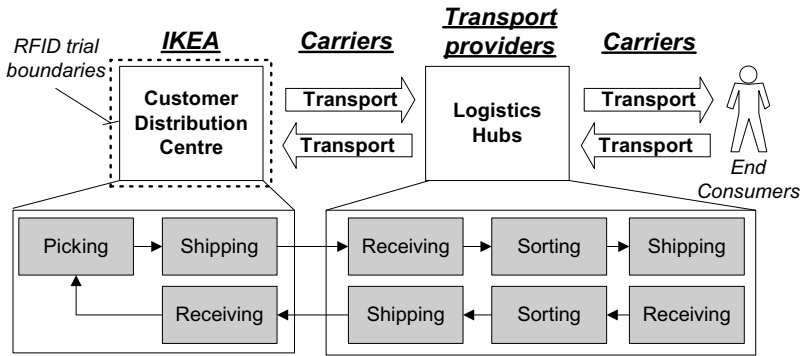 RFID trial
boundaries
IKEA
Carriers
Transport
providers
Carriers
Customer
Distribution
Centre
Transport
Transport
Logistics
Hubs
Transport
Transport
End
Consumers
Picking
Shipping
Receiving
Sorting
Shipping
Receiving
Shipping
Sorting
Receiving